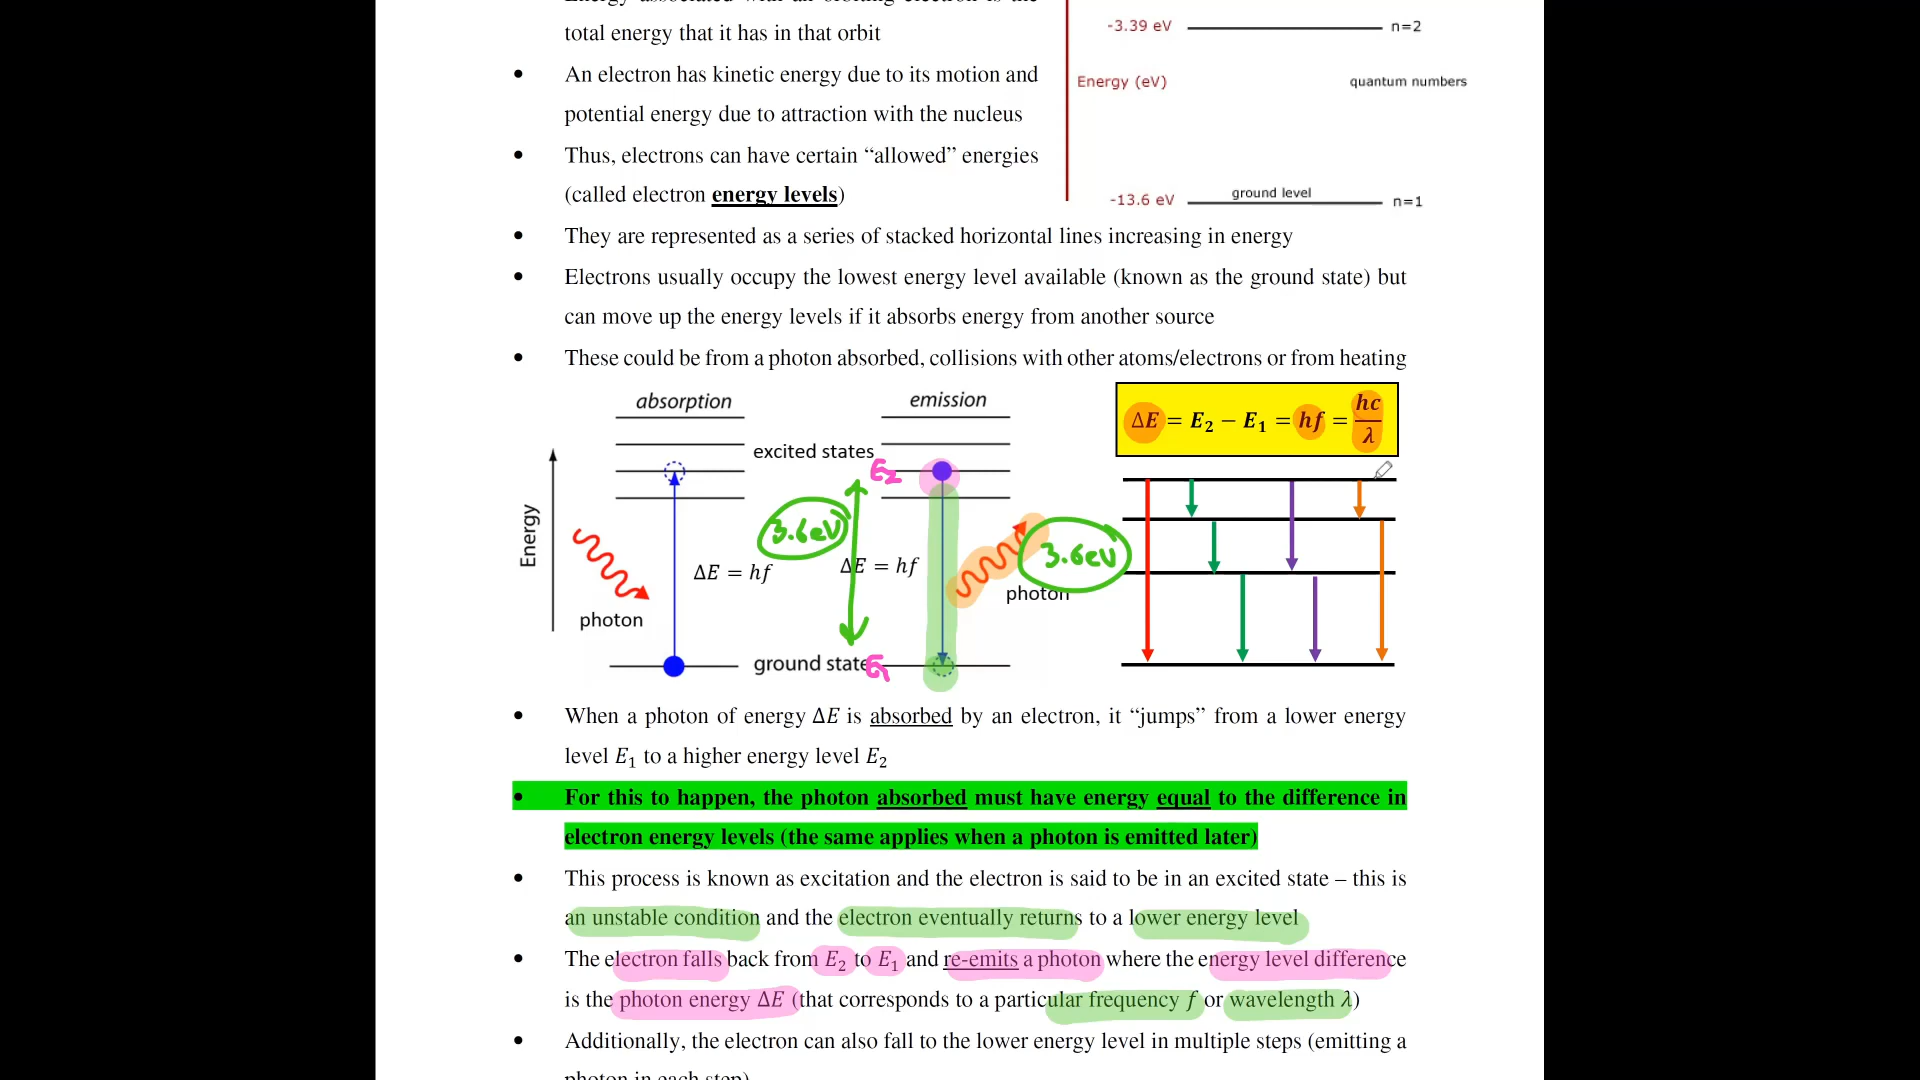 total energy that it has in that orbit
• An electron has kinetic energy due to its motion and
potential energy due to attraction with the nucleus
• Thus, electrons can have certain “allowed” energies
(called electron energy levels)
-3.39 eV n=2
Energy (eV) quantum numbers
-13.6 eV ground level n=1
• They are represented as a series of stacked horizontal lines increasing in energy
• Electrons usually occupy the lowest energy level available (known as the ground state) but
can move up the energy levels if it absorbs energy from another source
• These could be from a photon absorbed, collisions with other atoms/electrons or from heating
absorption
emission
excited states
Energy
photon
ΔE = hf
3.6eV
E₂
ΔE = hf
3.6eV
photon
ground state
E₁
ΔE = E₂ − E₁ = hf = hc/λ
• When a photon of energy ΔE is absorbed by an electron, it “jumps” from a lower energy
level E₁ to a higher energy level E₂
• For this to happen, the photon absorbed must have energy equal to the difference in
electron energy levels (the same applies when a photon is emitted later)
• This process is known as excitation and the electron is said to be in an excited state – this is
an unstable condition and the electron eventually returns to a lower energy level
• The electron falls back from E₂ to E₁ and re-emits a photon where the energy level difference
is the photon energy ΔE (that corresponds to a particular frequency f or wavelength λ)
• Additionally, the electron can also fall to the lower energy level in multiple steps (emitting a
photon in each step)